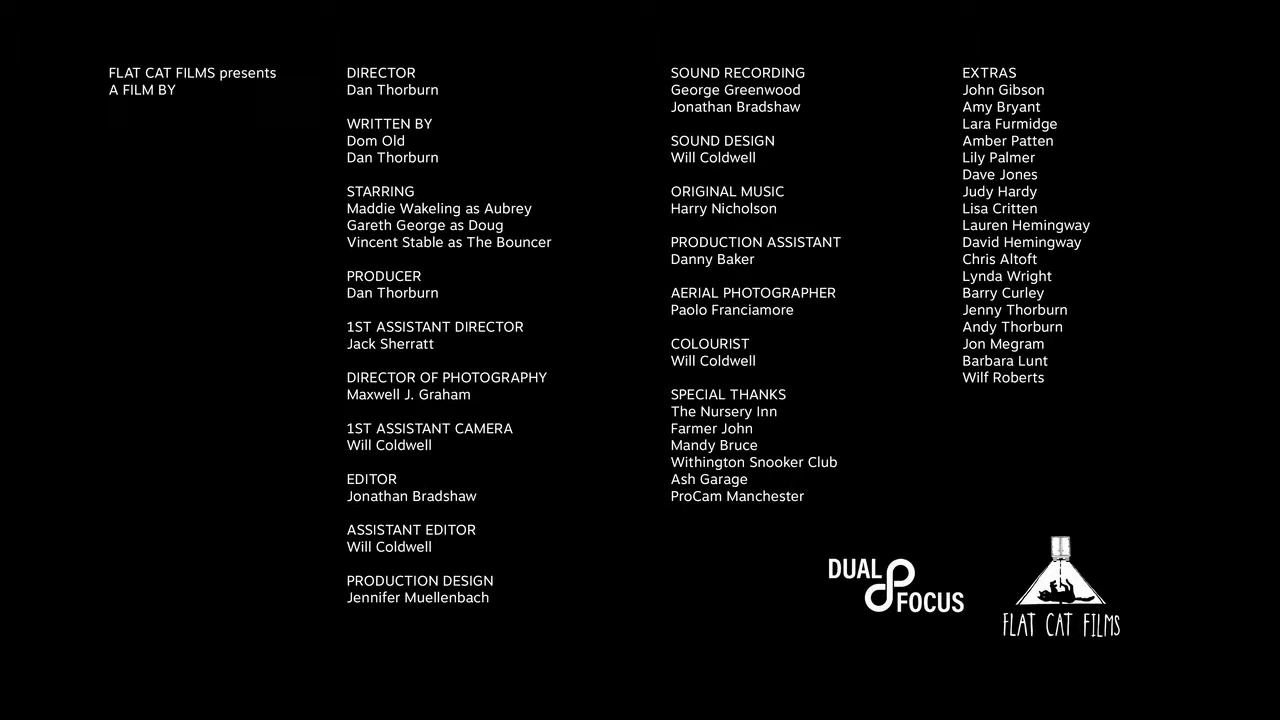 FLAT CAT FILMS presents
A FILM BY
DIRECTOR
Dan Thorburn
WRITTEN BY
Dom Old
Dan Thorburn
STARRING
Maddie Wakeling as Aubrey
Gareth George as Doug
Vincent Stable as The Bouncer
PRODUCER
Dan Thorburn
1ST ASSISTANT DIRECTOR
Jack Sherratt
DIRECTOR OF PHOTOGRAPHY
Maxwell J. Graham
1ST ASSISTANT CAMERA
Will Coldwell
EDITOR
Jonathan Bradshaw
ASSISTANT EDITOR
Will Coldwell
PRODUCTION DESIGN
Jennifer Muellenbach
SOUND RECORDING
George Greenwood
Jonathan Bradshaw
SOUND DESIGN
Will Coldwell
ORIGINAL MUSIC
Harry Nicholson
PRODUCTION ASSISTANT
Danny Baker
AERIAL PHOTOGRAPHER
Paolo Franciamore
COLOURIST
Will Coldwell
SPECIAL THANKS
The Nursery Inn
Farmer John
Mandy Bruce
Withington Snooker Club
Ash Garage
ProCam Manchester
EXTRAS
John Gibson
Amy Bryant
Lara Furmidge
Amber Patten
Lily Palmer
Dave Jones
Judy Hardy
Lisa Critten
Lauren Hemingway
David Hemingway
Chris Altoft
Lynda Wright
Barry Curley
Jenny Thorburn
Andy Thorburn
Jon Megram
Barbara Lunt
Wilf Roberts
DUAL
FOCUS
FLAT CAT FILMS